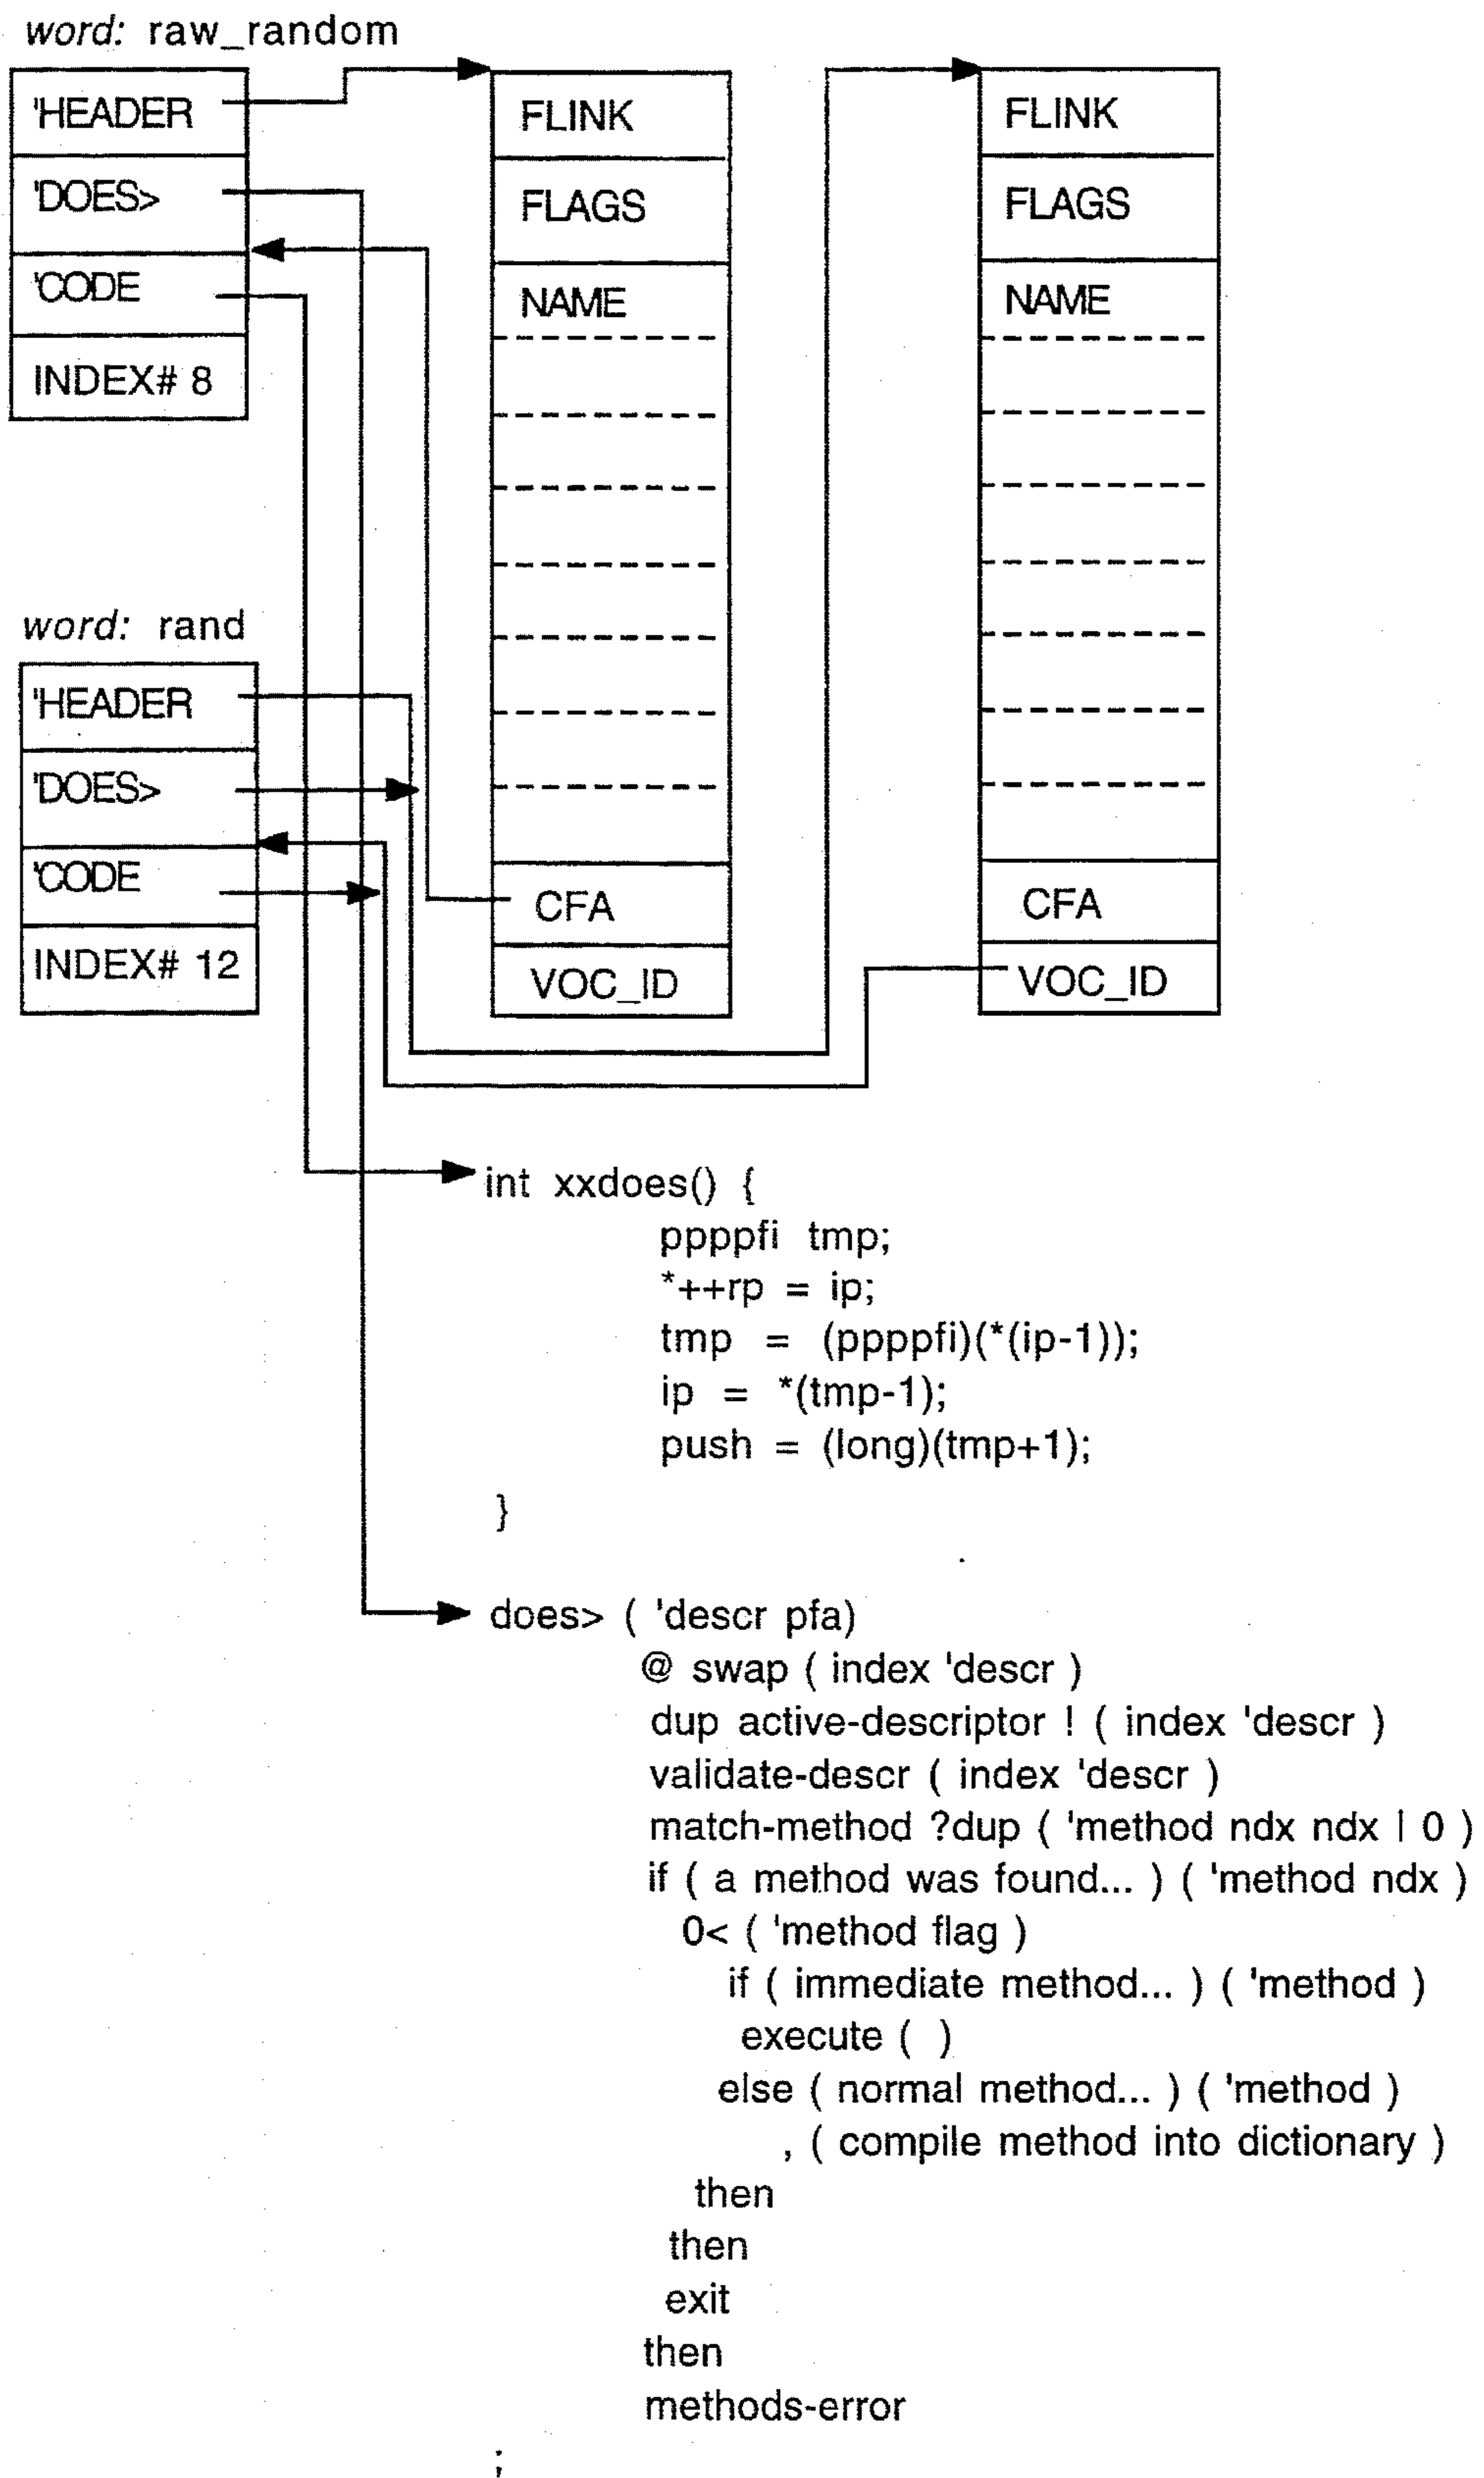 word: raw_random
'HEADER
'DOES>
'CODE
INDEX# 8
FLINK
FLAGS
NAME
CFA
VOC_ID
FLINK
FLAGS
NAME
CFA
VOC_ID
word: rand
'HEADER
'DOES>
'CODE
INDEX# 12
int xxdoes() {
ppppfi tmp;
*++rp = ip;
tmp = (ppppfi)(*(ip-1));
ip = *(tmp-1);
push = (long)(tmp+1);
}
does> ( 'descr pfa)
@ swap ( index 'descr )
dup active-descriptor ! ( index 'descr )
validate-descr ( index 'descr )
match-method ?dup ( 'method ndx ndx | 0 )
if ( a method was found... ) ( 'method ndx )
0< ( 'method flag )
if ( immediate method... ) ( 'method )
execute ( )
else ( normal method... ) ( 'method )
, ( compile method into dictionary )
then
then
exit
then
methods-error
;